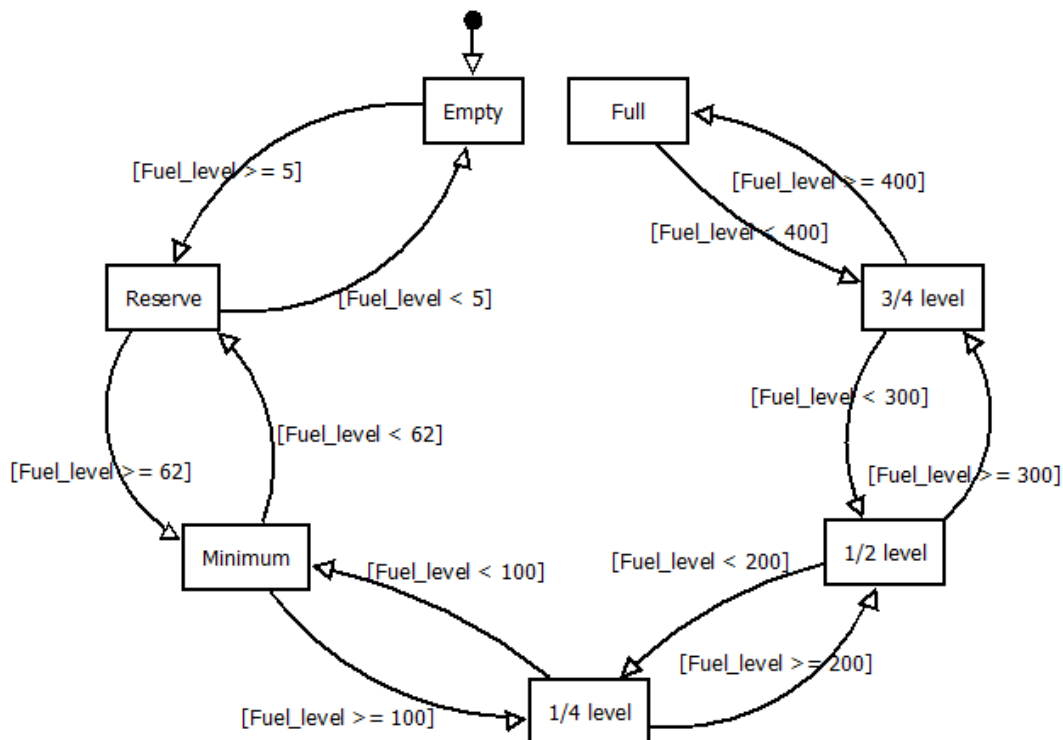 Empty
Full
[Fuel_level >= 5]
[Fuel_level >= 400]
[Fuel_level < 400]
Reserve
[Fuel_level < 5]
3/4 level
[Fuel_level < 300]
[Fuel_level < 62]
[Fuel_level >= 62]
[Fuel_level >= 300]
Minimum
1/2 level
[Fuel_level < 100]
[Fuel_level < 200]
[Fuel_level >= 200]
[Fuel_level >= 100]
1/4 level